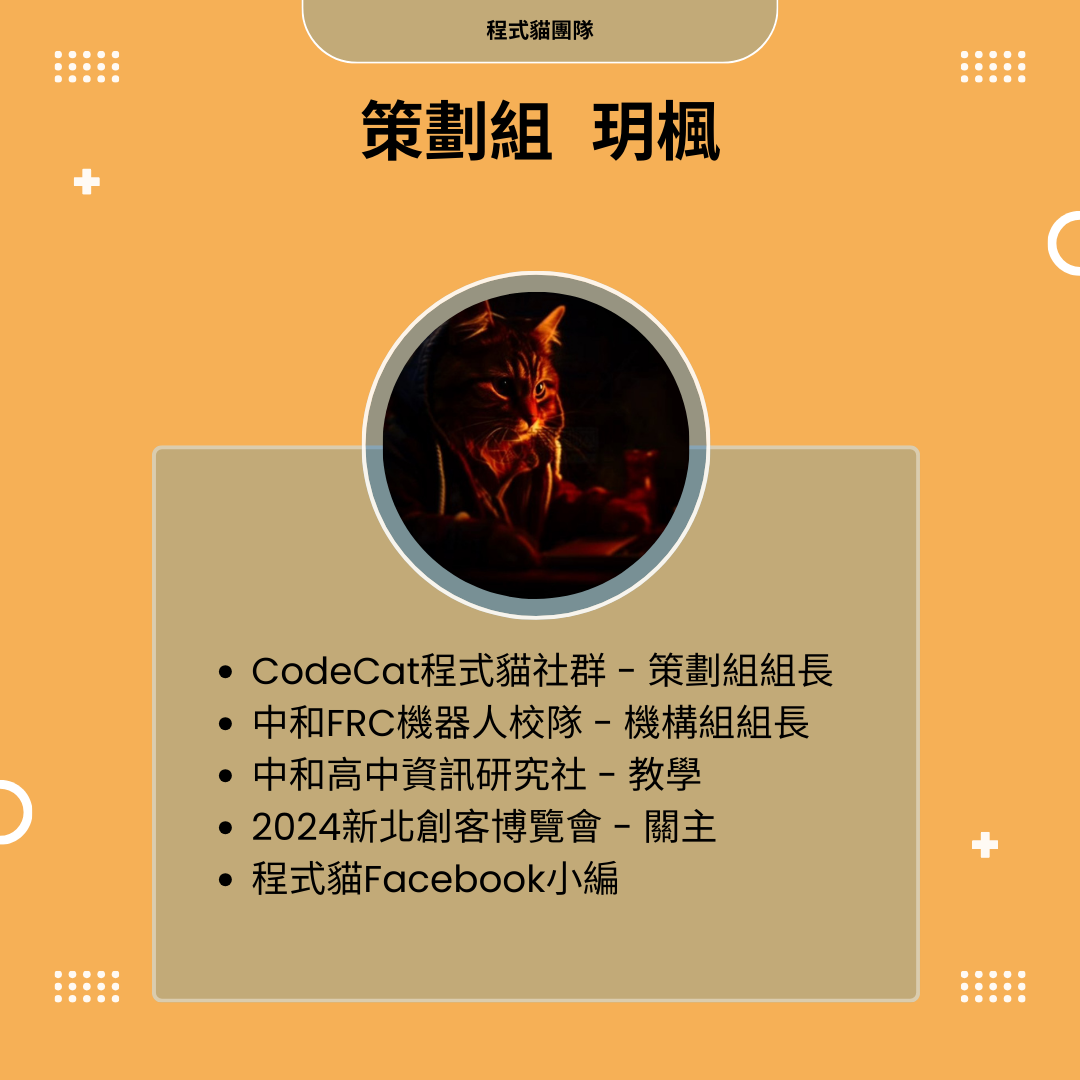 程式貓團隊
策劃組 玥楓
CodeCat程式貓社群 - 策劃組組長
中和FRC機器人校隊 - 機構組組長
中和高中資訊研究社 - 教學
2024新北創客博覽會 - 關主
程式貓Facebook小編